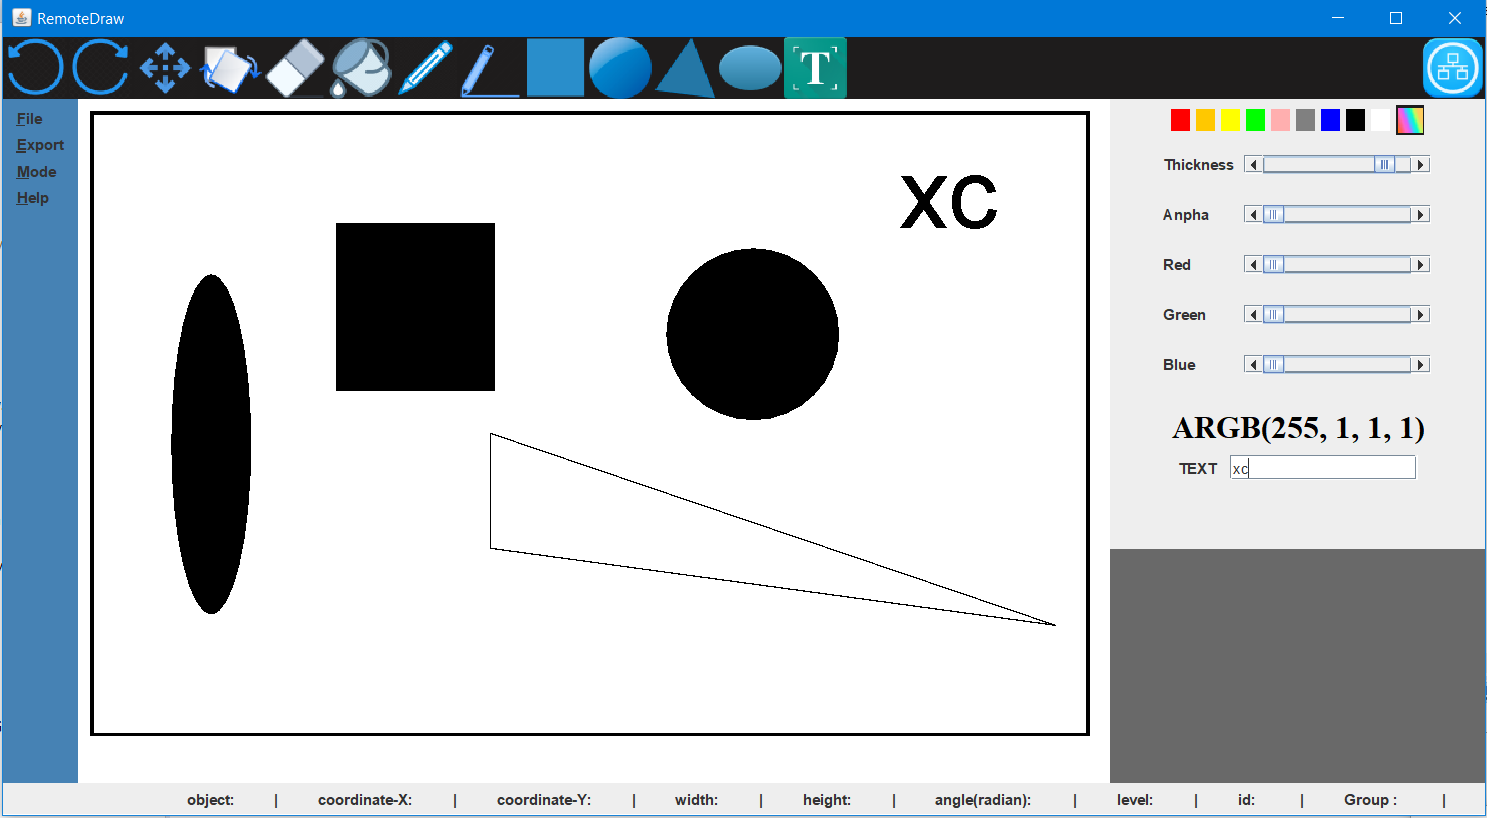 RemoteDraw
T
File
Export
Mode
Help
XC
Thickness
Anpha
Red
Green
Blue
ARGB(255, 1, 1, 1)
TEXT xc
object: | coordinate-X: | coordinate-Y: | width: | height: | angle(radian): | level: | id: | Group : |